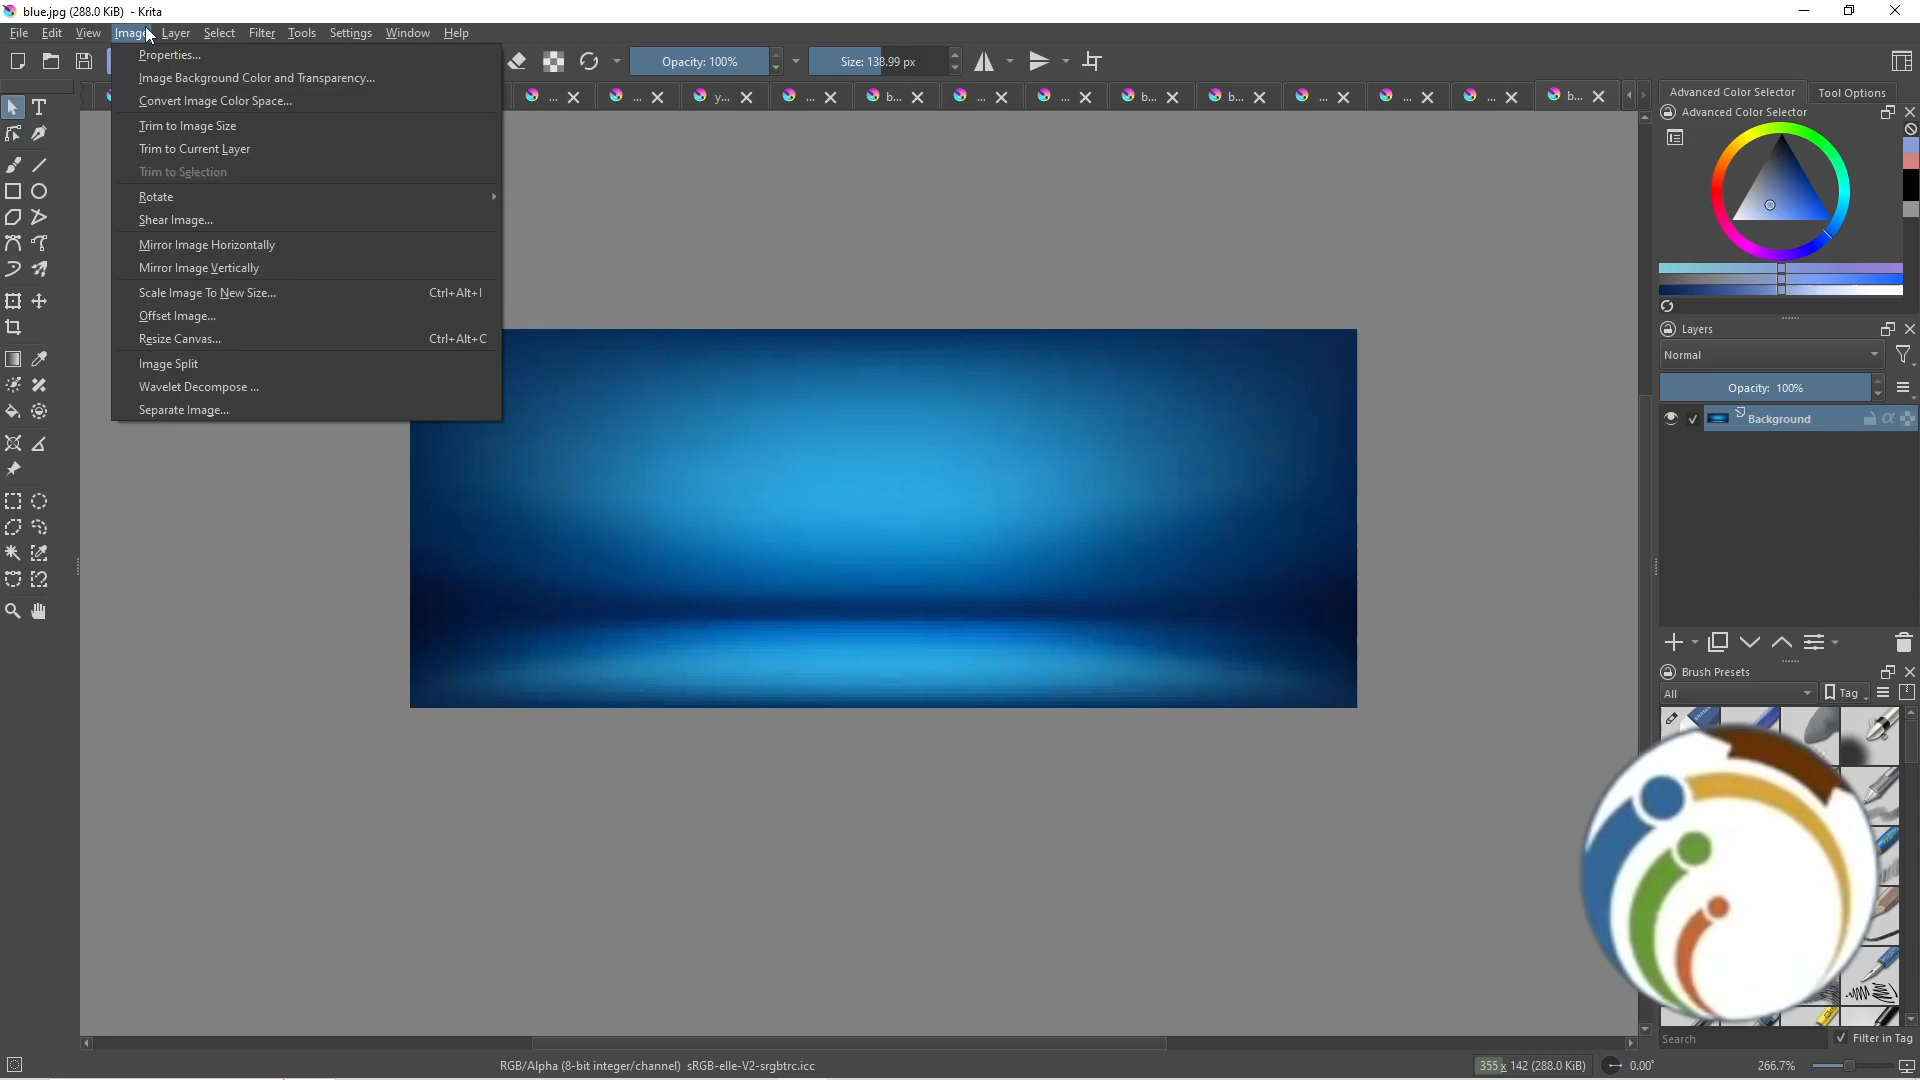 blue.jpg (288.0 KiB) - Krita
File Edit View Image Layer Select Filter Tools Settings Window Help
Opacity: 100%
Size: 138.99 px
... ... y... ... b... ... ... b... b... ... ... ... b...
Properties...
Image Background Color and Transparency...
Convert Image Color Space...
Trim to Image Size
Trim to Current Layer
Trim to Selection
Rotate
Shear Image...
Mirror Image Horizontally
Mirror Image Vertically
Scale Image To New Size... Ctrl+Alt+I
Offset Image...
Resize Canvas... Ctrl+Alt+C
Image Split
Wavelet Decompose ...
Separate Image...
Advanced Color Selector Tool Options
Advanced Color Selector
Layers
Normal
Opacity: 100%
Background
Brush Presets
All Tag
Search Filter in Tag
RGB/Alpha (8-bit integer/channel) sRGB-elle-V2-srgbtrc.icc
355 x 142 (288.0 KiB)
0.00°
266.7%